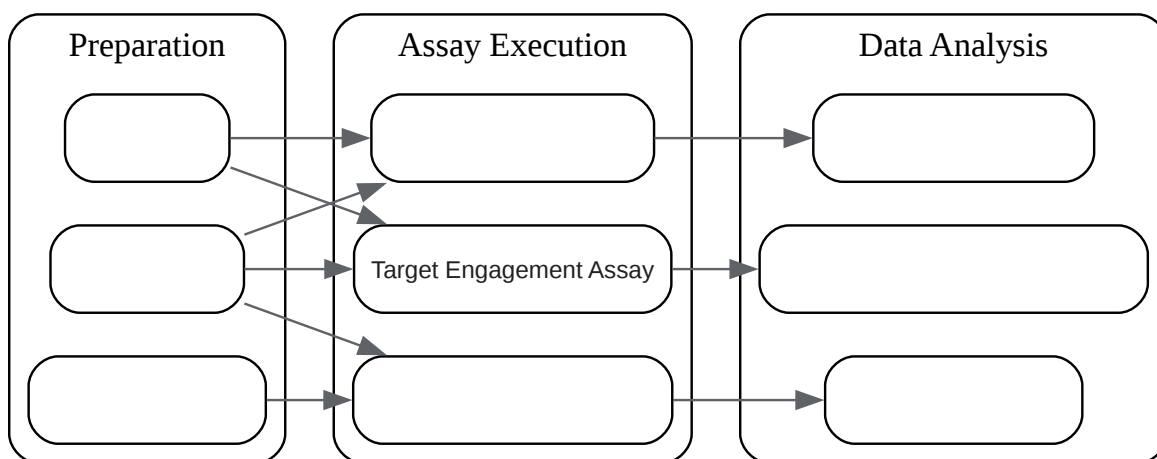 Preparation
Assay Execution
Data Analysis
Target Engagement Assay